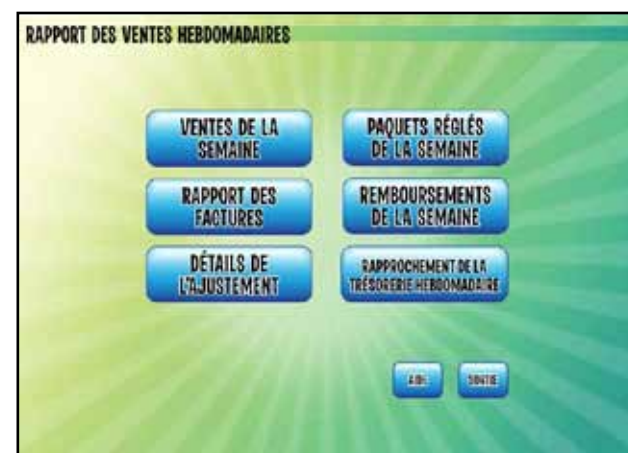 RAPPORT DES VENTES HEBDOMADAIRES
VENTES DE LA
SEMAINE
PAQUETS RÉGLÉS
DE LA SEMAINE
RAPPORT DES
FACTURES
REMBOURSEMENTS
DE LA SEMAINE
DÉTAILS DE
L'AJUSTEMENT
RAPPROCHEMENT DE LA
TRÉSORERIE HEBDOMADAIRE
AIDE
SORTIE